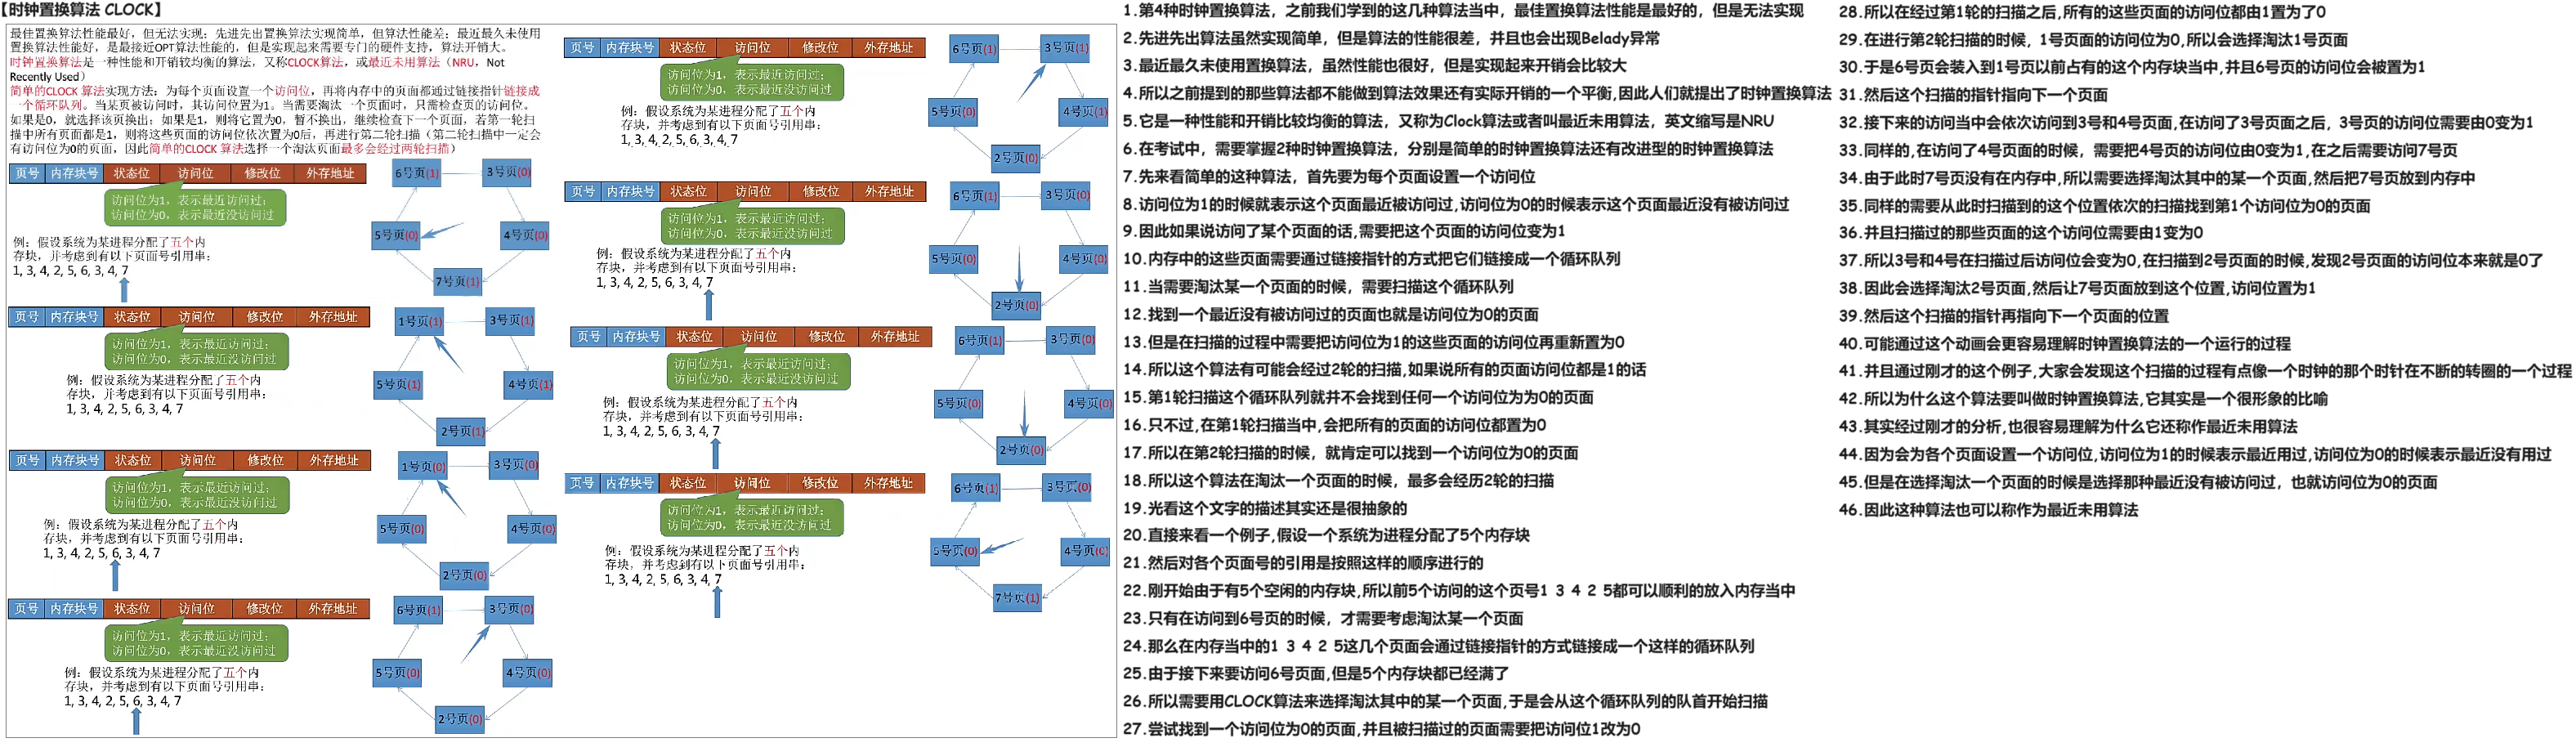 【时钟置换算法 CLOCK】
最佳置换算法性能最好，但无法实现；先进先出置换算法实现简单，但算法性能差；最近最久未使用
置换算法性能好，是最接近OPT算法性能的，但是实现起来需要专门的硬件支持，算法开销大。
时钟置换算法是一种性能和开销较均衡的算法，又称CLOCK算法，或最近未用算法（NRU，Not
Recently Used）
简单的CLOCK 算法实现方法：为每个页面设置一个访问位，再将内存中的页面都通过链接指针链接成
一个循环队列。当某页被访问时，其访问位置为1。当需要淘汰一个页面时，只需检查页的访问位。
如果是0，就选择该页换出；如果是1，则将它置为0，暂不换出，继续检查下一个页面，若第一轮扫
描中所有页面都是1，则将这些页面的访问位依次置为0后，再进行第二轮扫描（第二轮扫描中一定会
有访问位为0的页面，因此简单的CLOCK 算法选择一个淘汰页面最多会经过两轮扫描）
页号 内存块号 状态位 访问位 修改位 外存地址
访问位为1，表示最近访问过；
访问位为0，表示最近没访问过
例：假设系统为某进程分配了五个内
存块，并考虑到有以下页面号引用串：
1, 3, 4, 2, 5, 6, 3, 4, 7
6号页(1) 3号页(0)
5号页(0) 4号页(0)
7号页(1)
页号 内存块号 状态位 访问位 修改位 外存地址
访问位为1，表示最近访问过；
访问位为0，表示最近没访问过
例：假设系统为某进程分配了五个内
存块，并考虑到有以下页面号引用串：
1, 3, 4, 2, 5, 6, 3, 4, 7
1号页(1) 3号页(1)
5号页(1) 4号页(1)
2号页(1)
页号 内存块号 状态位 访问位 修改位 外存地址
访问位为1，表示最近访问过；
访问位为0，表示最近没访问过
例：假设系统为某进程分配了五个内
存块，并考虑到有以下页面号引用串：
1, 3, 4, 2, 5, 6, 3, 4, 7
1号页(0) 3号页(0)
5号页(0) 4号页(0)
2号页(0)
页号 内存块号 状态位 访问位 修改位 外存地址
访问位为1，表示最近访问过；
访问位为0，表示最近没访问过
例：假设系统为某进程分配了五个内
存块，并考虑到有以下页面号引用串：
1, 3, 4, 2, 5, 6, 3, 4, 7
6号页(1) 3号页(0)
5号页(0) 4号页(0)
2号页(0)
页号 内存块号 状态位 访问位 修改位 外存地址
访问位为1，表示最近访问过；
访问位为0，表示最近没访问过
例：假设系统为某进程分配了五个内
存块，并考虑到有以下页面号引用串：
1, 3, 4, 2, 5, 6, 3, 4, 7
6号页(1) 3号页(1)
5号页(0) 4号页(1)
2号页(0)
页号 内存块号 状态位 访问位 修改位 外存地址
访问位为1，表示最近访问过；
访问位为0，表示最近没访问过
例：假设系统为某进程分配了五个内
存块，并考虑到有以下页面号引用串：
1, 3, 4, 2, 5, 6, 3, 4, 7
6号页(1) 3号页(0)
5号页(0) 4号页(0)
2号页(0)
页号 内存块号 状态位 访问位 修改位 外存地址
访问位为1，表示最近访问过；
访问位为0，表示最近没访问过
例：假设系统为某进程分配了五个内
存块，并考虑到有以下页面号引用串：
1, 3, 4, 2, 5, 6, 3, 4, 7
6号页(1) 3号页(0)
5号页(0) 4号页(0)
2号页(0)
页号 内存块号 状态位 访问位 修改位 外存地址
访问位为1，表示最近访问过；
访问位为0，表示最近没访问过
例：假设系统为某进程分配了五个内
存块，并考虑到有以下页面号引用串：
1, 3, 4, 2, 5, 6, 3, 4, 7
6号页(1) 3号页(0)
5号页(0) 4号页(0)
7号页(1)
1.第4种时钟置换算法，之前我们学到的这几种算法当中，最佳置换算法性能是最好的，但是无法实现
2.先进先出算法虽然实现简单，但是算法的性能很差，并且也会出现Belady异常
3.最近最久未使用置换算法，虽然性能也很好，但是实现起来开销会比较大
4.所以之前提到的那些算法都不能做到算法效果还有实际开销的一个平衡,因此人们就提出了时钟置换算法
5.它是一种性能和开销比较均衡的算法，又称为Clock算法或者叫最近未用算法，英文缩写是NRU
6.在考试中，需要掌握2种时钟置换算法，分别是简单的时钟置换算法还有改进型的时钟置换算法
7.先来看简单的这种算法，首先要为每个页面设置一个访问位
8.访问位为1的时候就表示这个页面最近被访问过,访问位为0的时候表示这个页面最近没有被访问过
9.因此如果说访问了某个页面的话,需要把这个页面的访问位变为1
10.内存中的这些页面需要通过链接指针的方式把它们链接成一个循环队列
11.当需要淘汰某一个页面的时候，需要扫描这个循环队列
12.找到一个最近没有被访问过的页面也就是访问位为0的页面
13.但是在扫描的过程中需要把访问位为1的这些页面的访问位再重新置为0
14.所以这个算法有可能会经过2轮的扫描,如果说所有的页面访问位都是1的话
15.第1轮扫描这个循环队列就并不会找到任何一个访问位为为0的页面
16.只不过,在第1轮扫描当中,会把所有的页面的访问位都置为0
17.所以在第2轮扫描的时候，就肯定可以找到一个访问位为0的页面
18.所以这个算法在淘汰一个页面的时候，最多会经历2轮的扫描
19.光看这个文字的描述其实还是很抽象的
20.直接来看一个例子,假设一个系统为进程分配了5个内存块
21.然后对各个页面号的引用是按照这样的顺序进行的
22.刚开始由于有5个空闲的内存块,所以前5个访问的这个页号1 3 4 2 5都可以顺利的放入内存当中
23.只有在访问到6号页的时候，才需要考虑淘汰某一个页面
24.那么在内存当中的1 3 4 2 5这几个页面会通过链接指针的方式链接成一个这样的循环队列
25.由于接下来要访问6号页面,但是5个内存块都已经满了
26.所以需要用CLOCK算法来选择淘汰其中的某一个页面,于是会从这个循环队列的队首开始扫描
27.尝试找到一个访问位为0的页面,并且被扫描过的页面需要把访问位1改为0
28.所以在经过第1轮的扫描之后,所有的这些页面的访问位都由1置为了0
29.在进行第2轮扫描的时候，1号页面的访问位为0,所以会选择淘汰1号页面
30.于是6号页会装入到1号页以前占有的这个内存块当中,并且6号页的访问位会被置为1
31.然后这个扫描的指针指向下一个页面
32.接下来的访问当中会依次访问到3号和4号页面,在访问了3号页面之后，3号页的访问位需要由0变为1
33.同样的,在访问了4号页面的时候，需要把4号页的访问位由0变为1,在之后需要访问7号页
34.由于此时7号页没有在内存中,所以需要选择淘汰其中的某一个页面,然后把7号页放到内存中
35.同样的需要从此时扫描到的这个位置依次的扫描找到第1个访问位为0的页面
36.并且扫描过的那些页面的这个访问位需要由1变为0
37.所以3号和4号在扫描过后访问位会变为0,在扫描到2号页面的时候,发现2号页面的访问位本来就是0了
38.因此会选择淘汰2号页面,然后让7号页面放到这个位置,访问位置为1
39.然后这个扫描的指针再指向下一个页面的位置
40.可能通过这个动画会更容易理解时钟置换算法的一个运行的过程
41.并且通过刚才的这个例子,大家会发现这个扫描的过程有点像一个时钟的那个时针在不断的转圈的一个过程
42.所以为什么这个算法要叫做时钟置换算法,它其实是一个很形象的比喻
43.其实经过刚才的分析,也很容易理解为什么它还称作最近未用算法
44.因为会为各个页面设置一个访问位,访问位为1的时候表示最近用过,访问位为0的时候表示最近没有用过
45.但是在选择淘汰一个页面的时候是选择那种最近没有被访问过，也就访问位为0的页面
46.因此这种算法也可以称作为最近未用算法